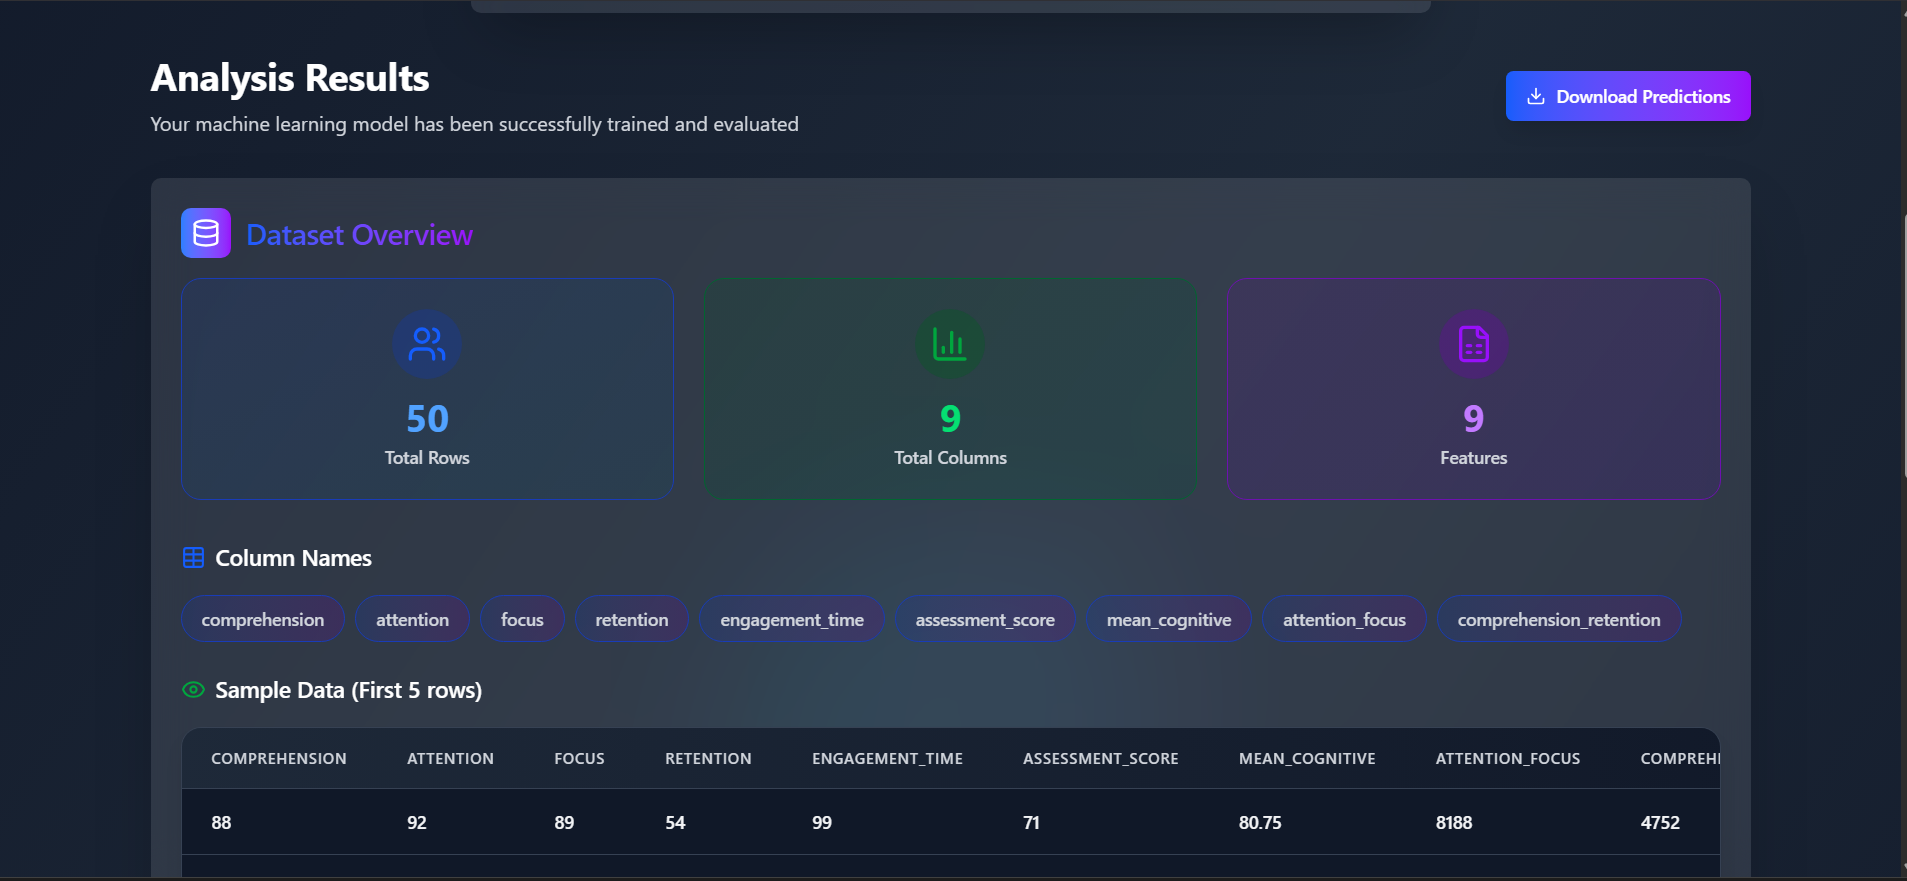 Analysis Results
Your machine learning model has been successfully trained and evaluated
Download Predictions
Dataset Overview
50
Total Rows
9
Total Columns
9
Features
Column Names
comprehension attention focus retention engagement_time assessment_score mean_cognitive attention_focus comprehension_retention
Sample Data (First 5 rows)
COMPREHENSION ATTENTION FOCUS RETENTION ENGAGEMENT_TIME ASSESSMENT_SCORE MEAN_COGNITIVE ATTENTION_FOCUS COMPREH
88 92 89 54 99 71 80.75 8188 4752